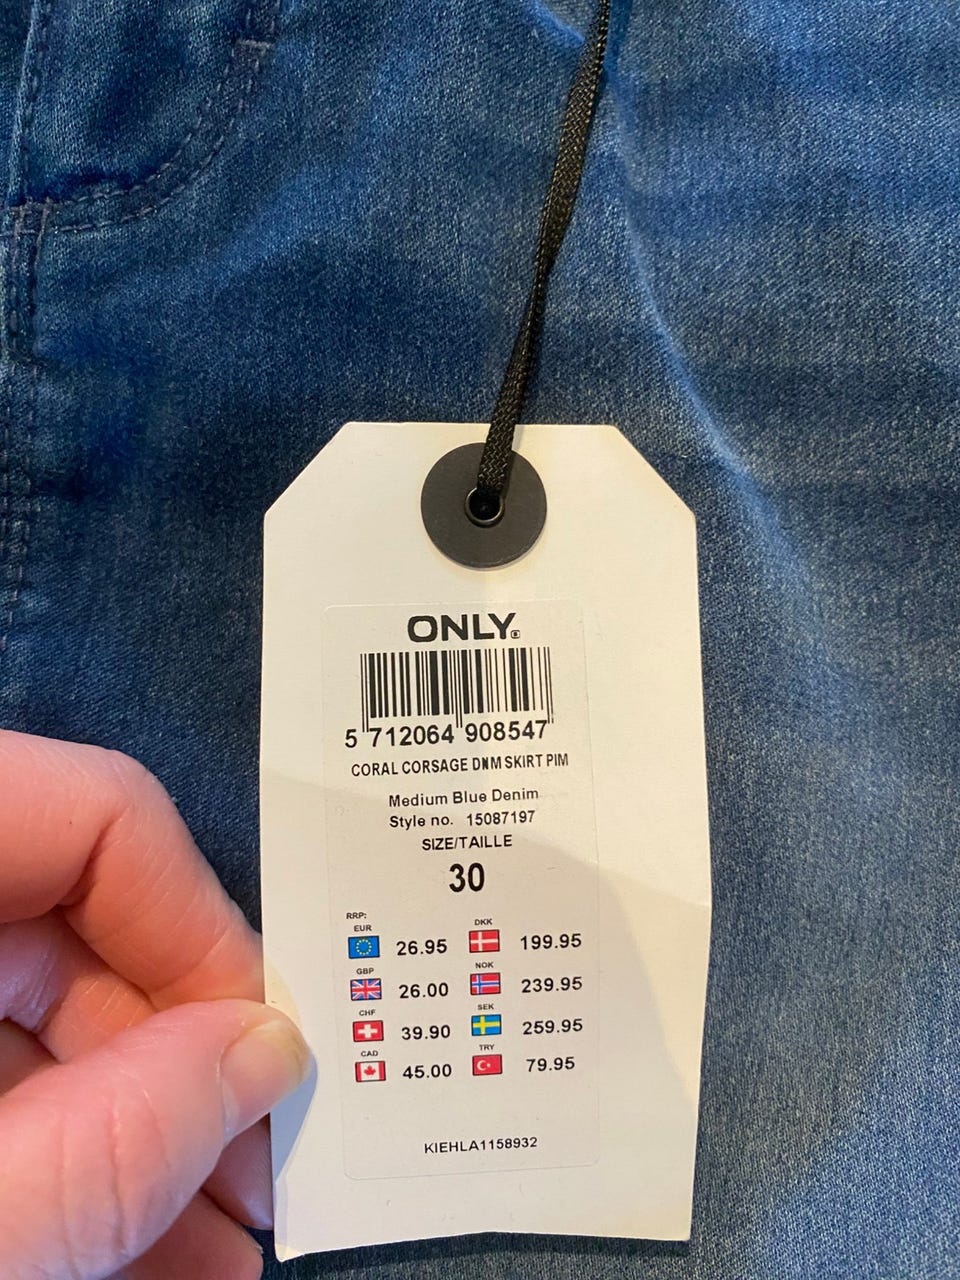 ONLY®
5 712064 908547
CORAL CORSAGE DNM SKIRT PIM
Medium Blue Denim
Style no. 15087197
SIZE/TAILLE
30
RRP:
EUR 26.95 DKK 199.95
GBP 26.00 NOK 239.95
CHF 39.90 SEK 259.95
CAD 45.00 TRY 79.95
KIEHLA1158932